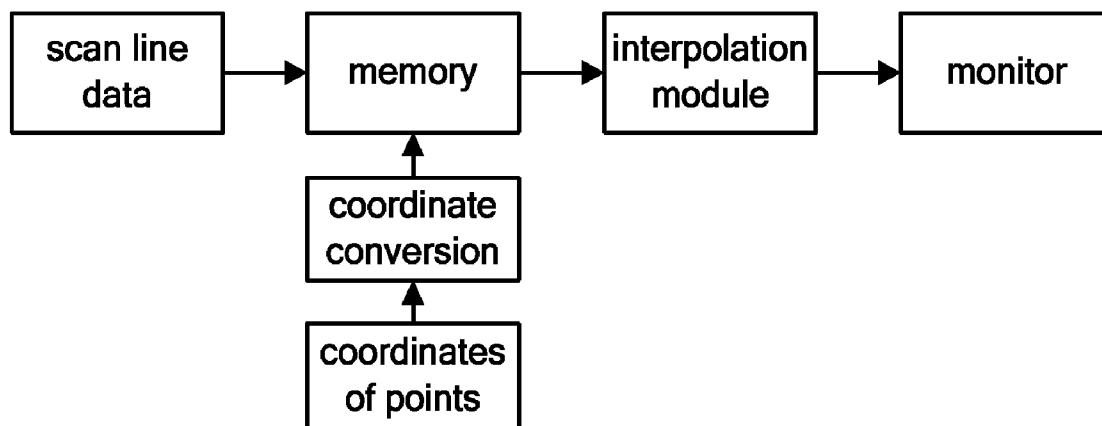 scan line
data
memory
interpolation
module
monitor
coordinate
conversion
coordinates
of points